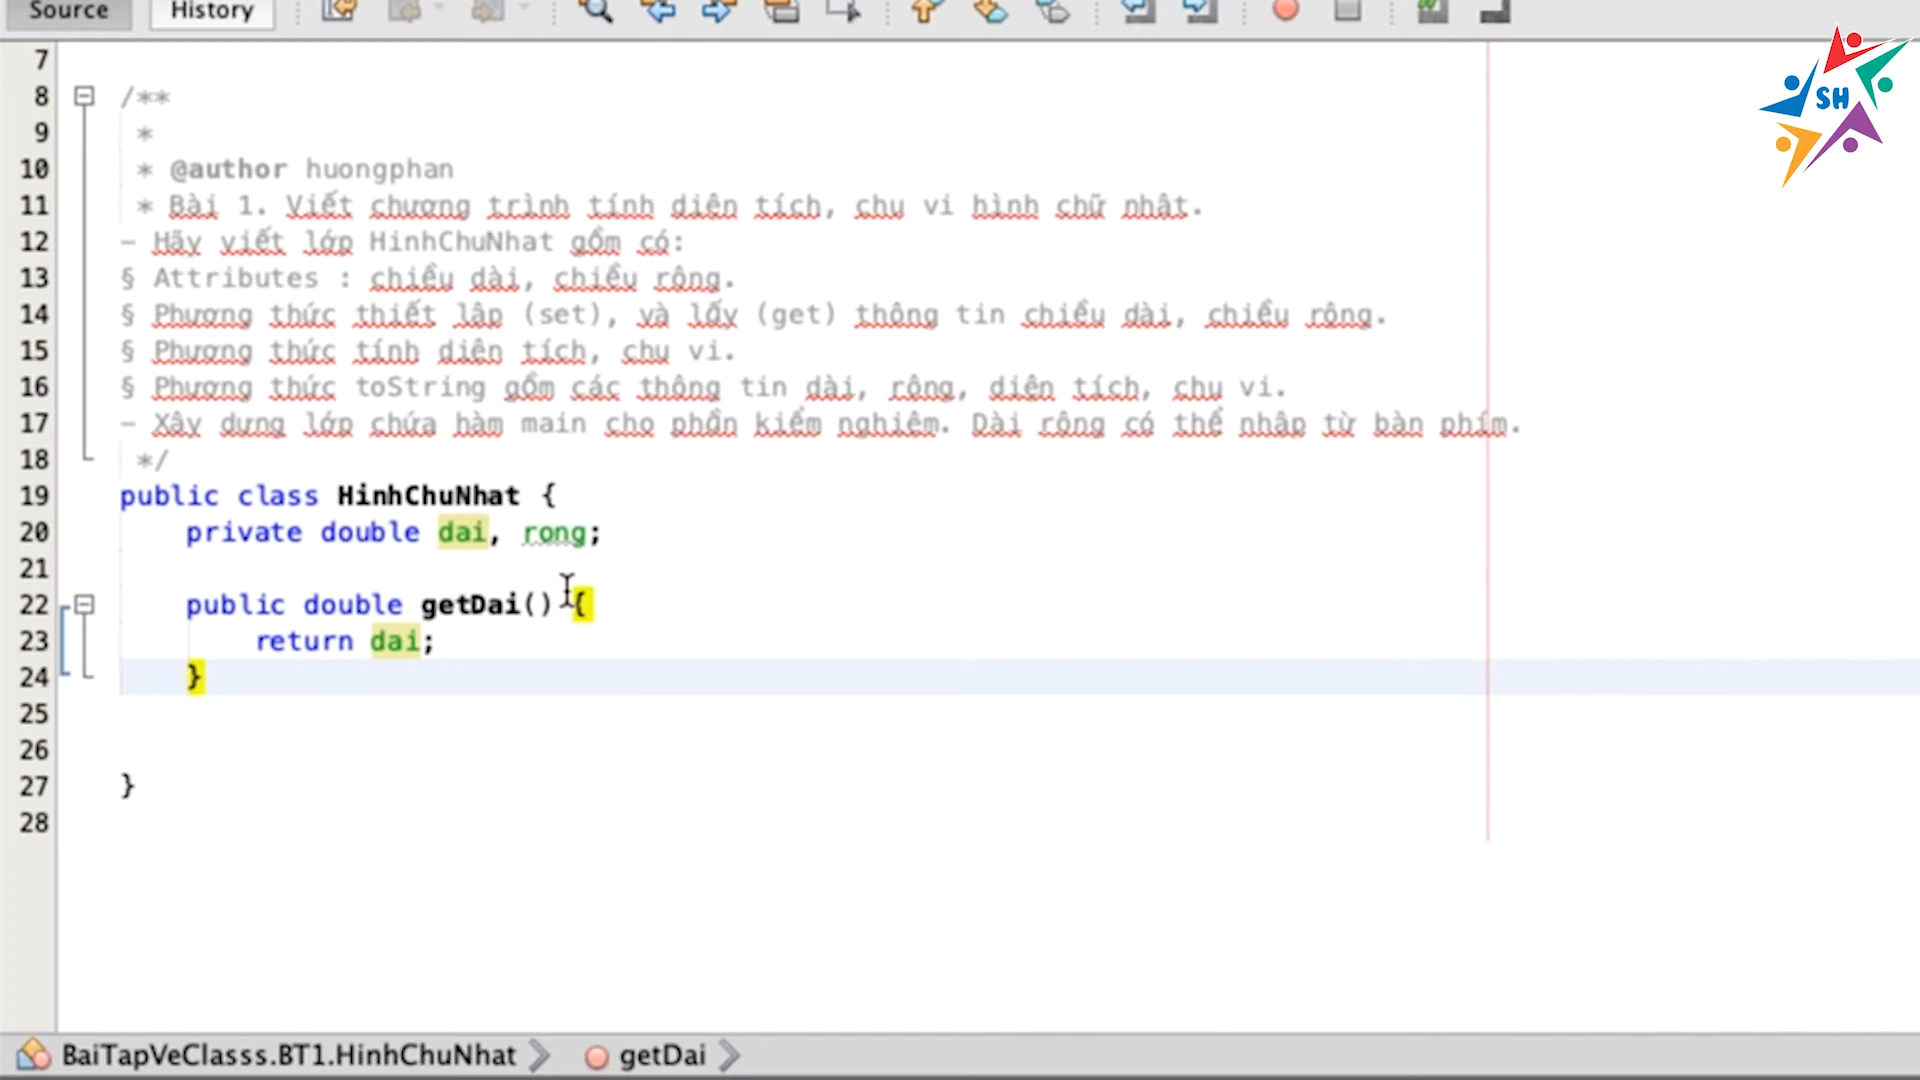 Source History
SH
7
8 /**
9 *
10 * @author huongphan
11 * Bài 1. Viết chương trình tính diện tích, chu vi hình chữ nhật.
12 – Hãy viết lớp HinhChuNhat gồm có:
13 § Attributes : chiều dài, chiều rộng.
14 § Phương thức thiết lập (set), và lấy (get) thông tin chiều dài, chiều rộng.
15 § Phương thức tính diện tích, chu vi.
16 § Phương thức toString gồm các thông tin dài, rộng, diện tích, chu vi.
17 – Xây dựng lớp chứa hàm main cho phần kiểm nghiệm. Dài rộng có thể nhập từ bàn phím.
18 */
19 public class HinhChuNhat {
20 private double dai, rong;
21
22 public double getDai() {
23 return dai;
24 }
25
26
27 }
28
BaiTapVeClasss.BT1.HinhChuNhat getDai